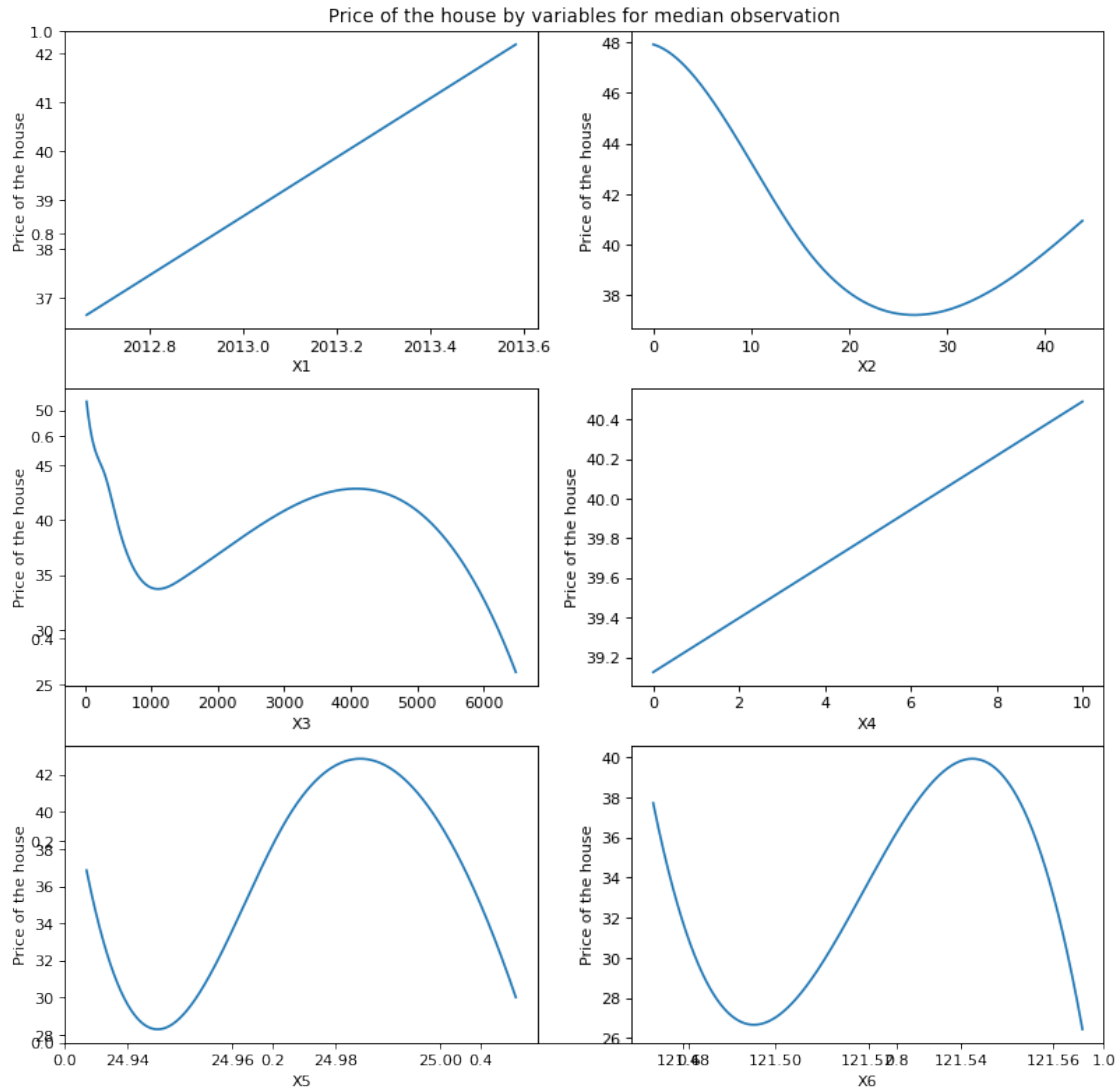 Price of the house by variables for median observation
1.0
42
41
40
39
0.8
38
37
Price of the house
2012.8 2013.0 2013.2 2013.4 2013.6
X1
48
46
44
42
40
38
Price of the house
0 10 20 30 40
X2
50
0.6
45
40
35
30
0.4
25
Price of the house
0 1000 2000 3000 4000 5000 6000
X3
40.4
40.2
40.0
39.8
39.6
39.4
39.2
Price of the house
0 2 4 6 8 10
X4
42
40
0.2
38
36
34
32
30
28
0.0
Price of the house
0.0 24.94 24.96 0.2 24.98 25.00 0.4
X5
40
38
36
34
32
30
28
26
Price of the house
121.48 0.6 121.50 121.52 0.8 121.54 121.56 1.0
X6